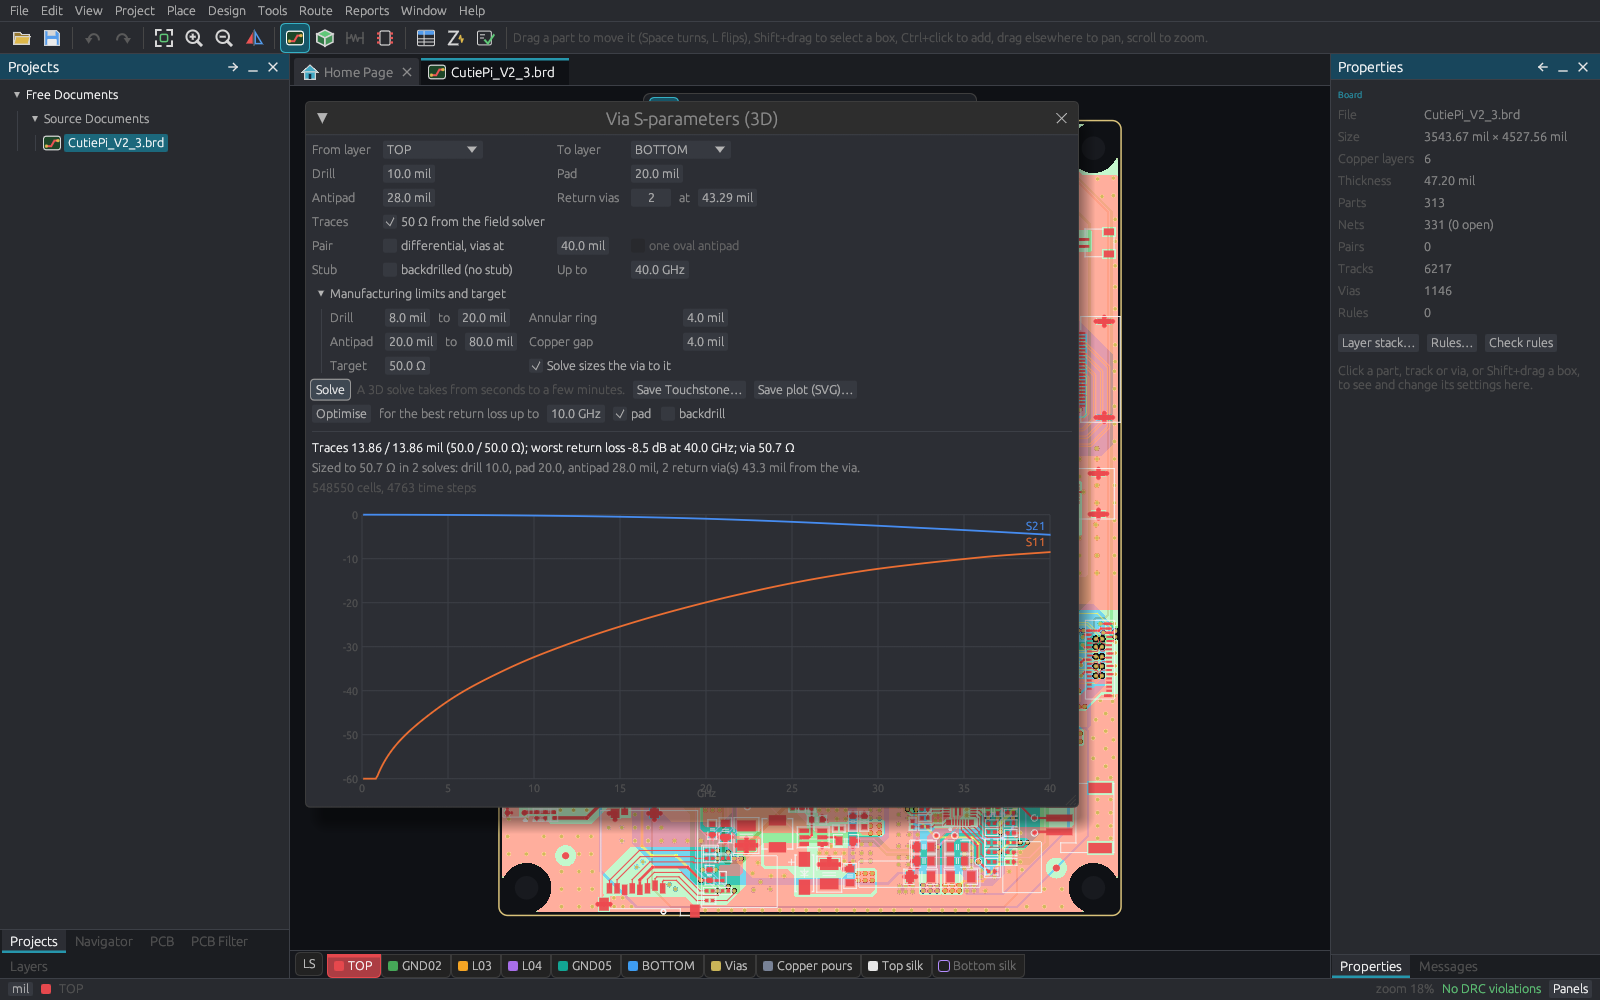 File Edit View Project Place Design Tools Route Reports Window Help
Drag a part to move it (Space turns, L flips), Shift+drag to select a box, Ctrl+click to add, drag elsewhere to pan, scroll to zoom.
Projects
Free Documents
Source Documents
CutiePi_V2_3.brd
Home Page
CutiePi_V2_3.brd
Via S-parameters (3D)
From layer TOP To layer BOTTOM
Drill 10.0 mil Pad 20.0 mil
Antipad 28.0 mil Return vias 2 at 43.29 mil
Traces 50 Ω from the field solver
Pair differential, vias at 40.0 mil one oval antipad
Stub backdrilled (no stub) Up to 40.0 GHz
Manufacturing limits and target
Drill 8.0 mil to 20.0 mil Annular ring 4.0 mil
Antipad 20.0 mil to 80.0 mil Copper gap 4.0 mil
Target 50.0 Ω Solve sizes the via to it
Solve A 3D solve takes from seconds to a few minutes. Save Touchstone... Save plot (SVG)...
Optimise for the best return loss up to 10.0 GHz pad backdrill
Traces 13.86 / 13.86 mil (50.0 / 50.0 Ω); worst return loss -8.5 dB at 40.0 GHz; via 50.7 Ω
Sized to 50.7 Ω in 2 solves: drill 10.0, pad 20.0, antipad 28.0 mil, 2 return via(s) 43.3 mil from the via.
548550 cells, 4763 time steps
0
S21
S11
-10
-20
-30
-40
-50
-60
0 5 10 15 20 25 30 35 40
GHz
Properties
Board
File CutiePi_V2_3.brd
Size 3543.67 mil × 4527.56 mil
Copper layers 6
Thickness 47.20 mil
Parts 313
Nets 331 (0 open)
Pairs 0
Tracks 6217
Vias 1146
Rules 0
Layer stack... Rules... Check rules
Click a part, track or via, or Shift+drag a box,
to see and change its settings here.
Projects Navigator PCB PCB Filter
Layers
LS TOP GND02 L03 L04 GND05 BOTTOM Vias Copper pours Top silk Bottom silk
Properties Messages
mil TOP
zoom 18% No DRC violations Panels